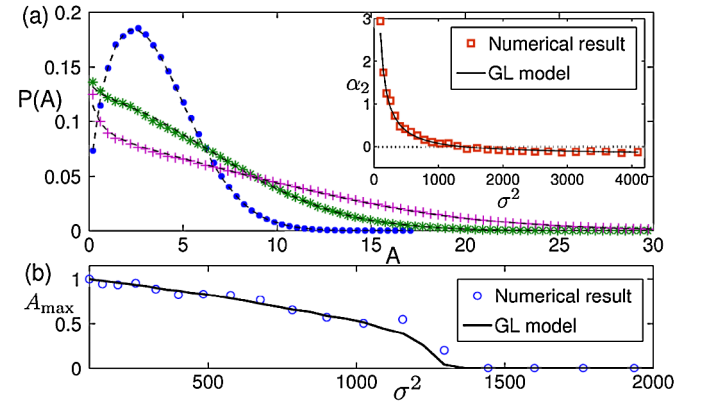 (a)
0.20
0.15
P(A)
0.1
0.05
0
0 5 10 15 20 25 30
A
3
2
α₂
1
0
0 1000 2000 3000 4000
σ²
Numerical result
GL model
(b)
1
A_max
0.5
0
500 1000 1500 2000
σ²
Numerical result
GL model